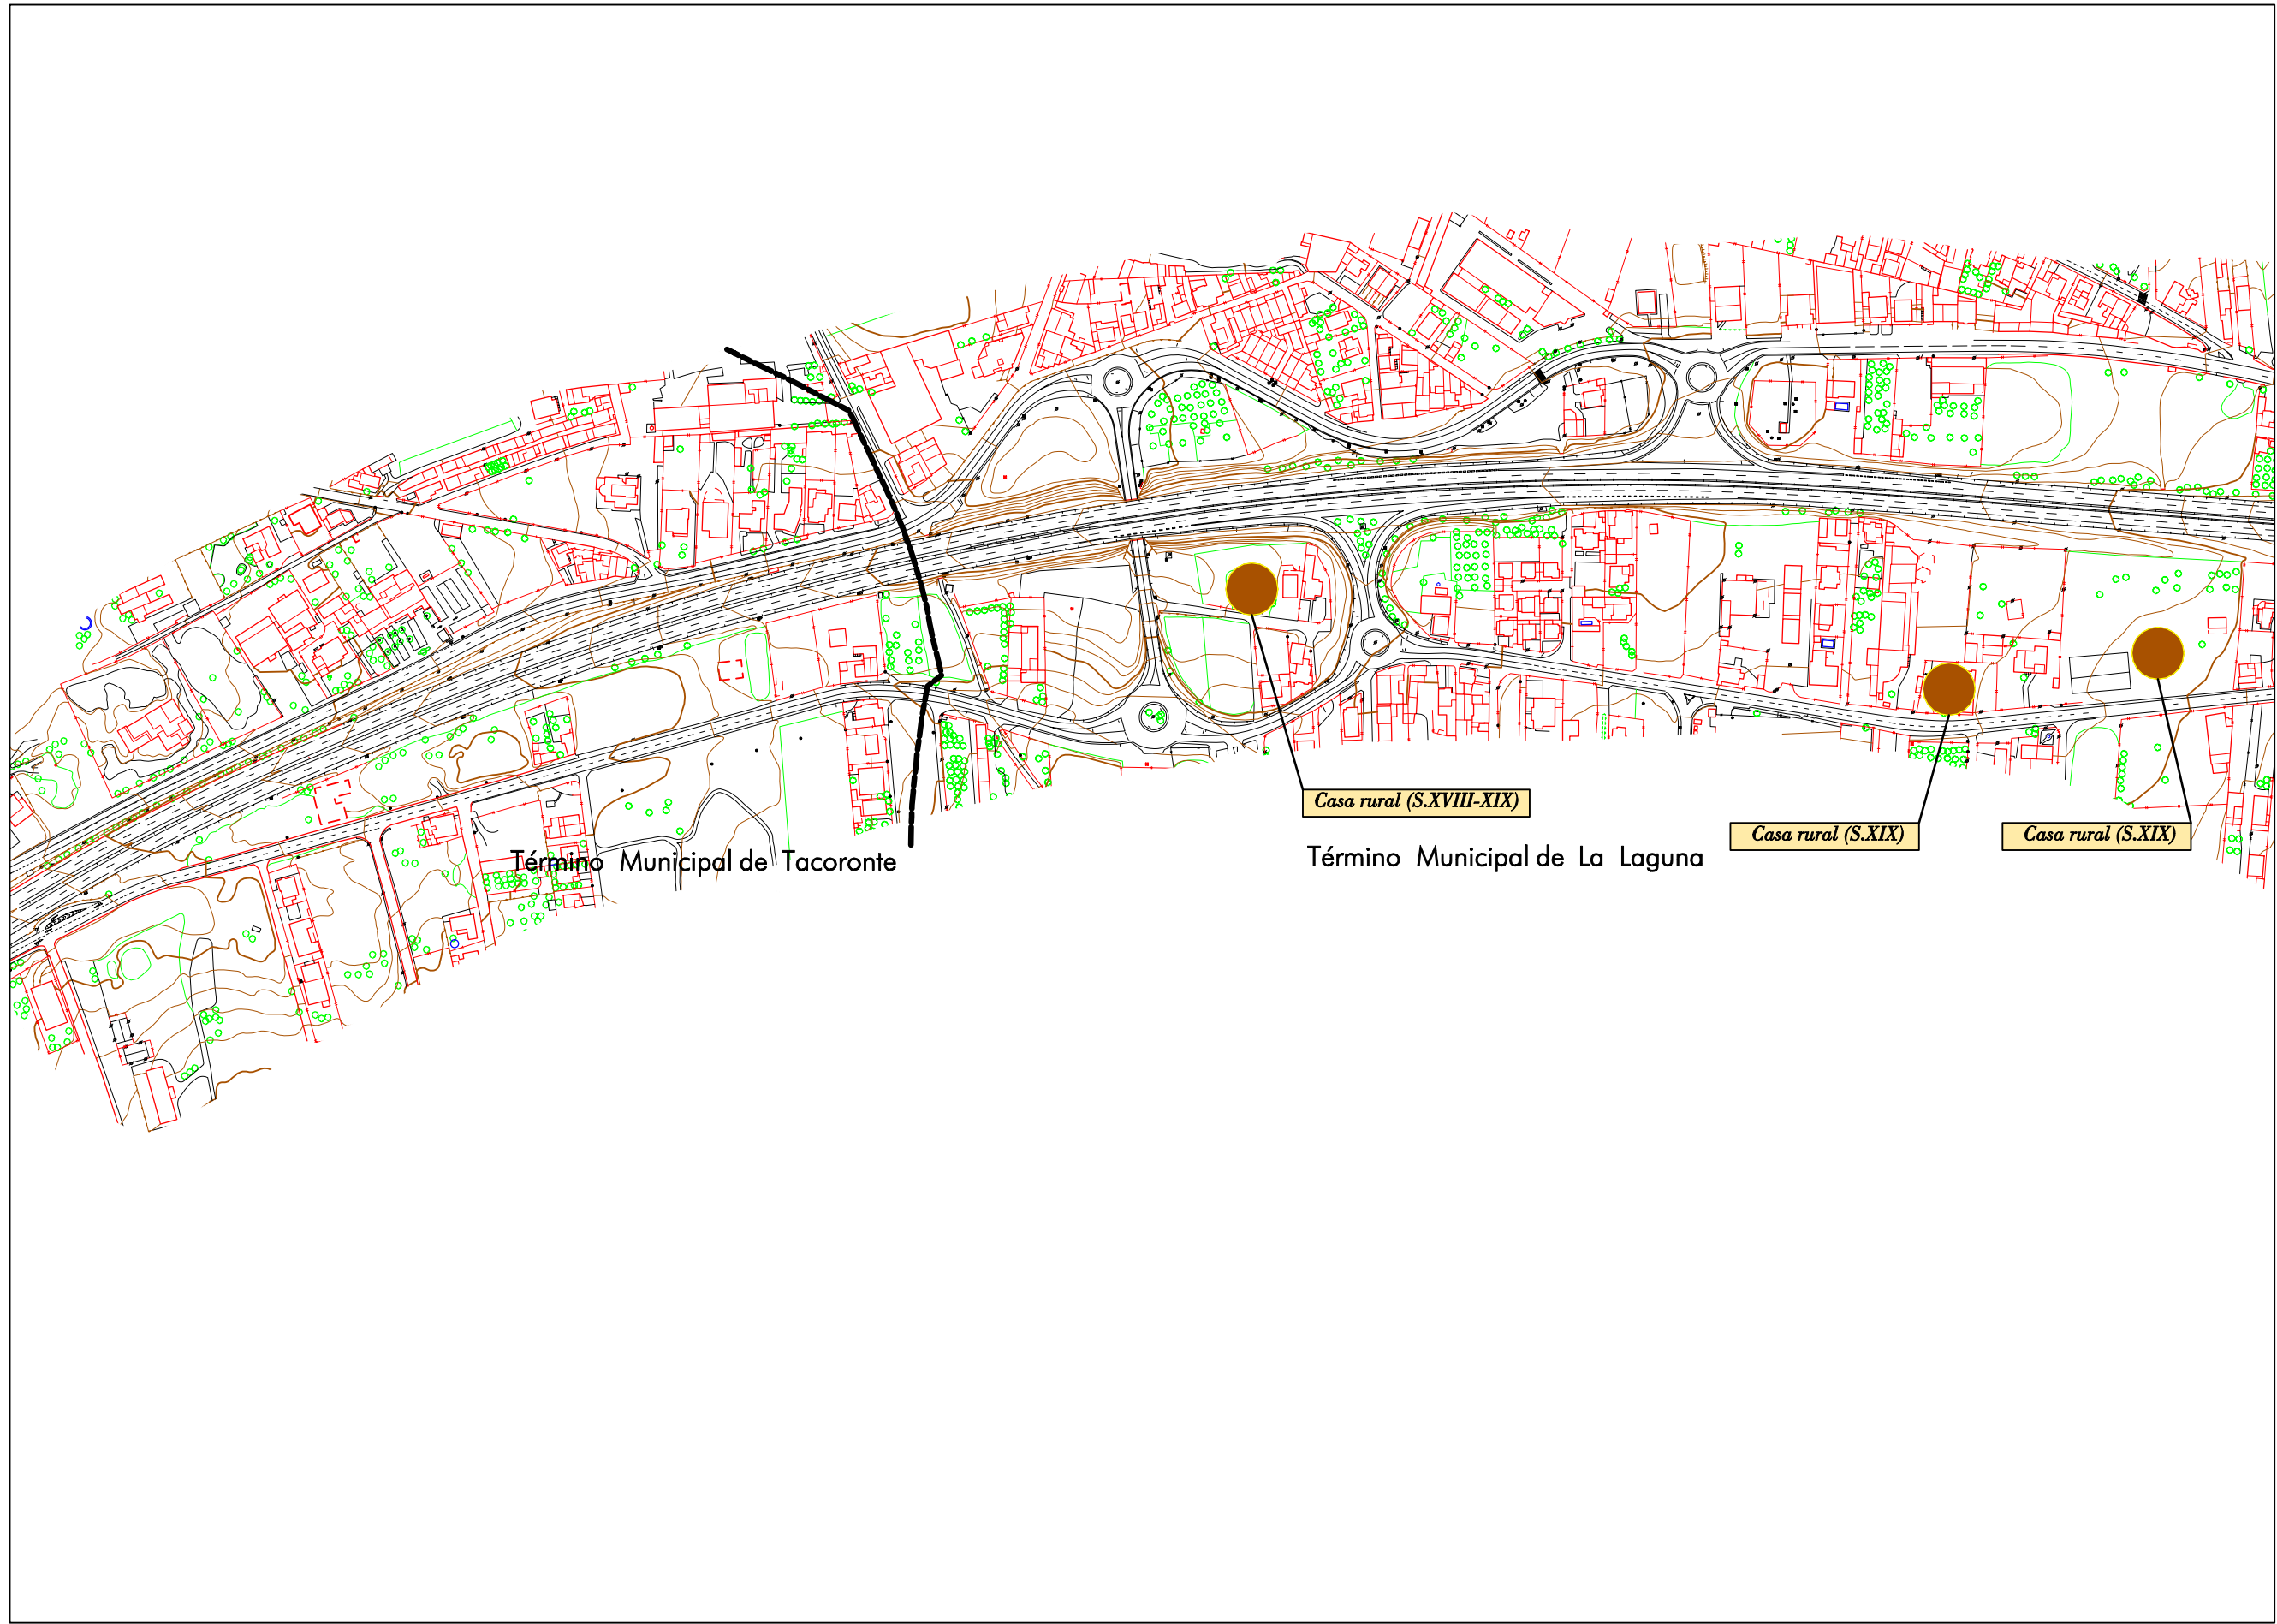 Casa rural (S.XVIII-XIX)
Casa rural (S.XIX)
Casa rural (S.XIX)
Término Municipal de Tacoronte
Término Municipal de La Laguna